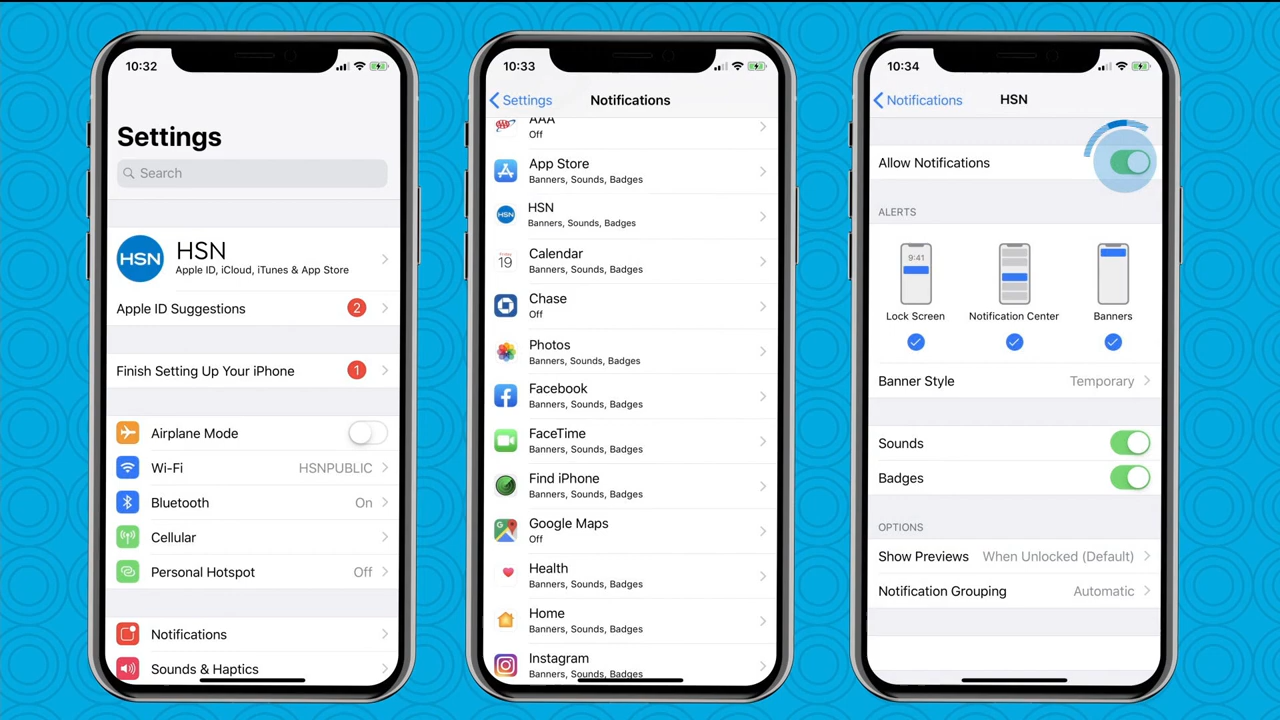 10:32
Settings
Search
HSN
HSN
Apple ID, iCloud, iTunes & App Store
Apple ID Suggestions 2
Finish Setting Up Your iPhone 1
Airplane Mode
Wi-Fi HSNPUBLIC
Bluetooth On
Cellular
Personal Hotspot Off
Notifications
Sounds & Haptics
10:33
Settings Notifications
AAA
Off
App Store
Banners, Sounds, Badges
HSN
HSN
Banners, Sounds, Badges
19
Calendar
Banners, Sounds, Badges
Chase
Off
Photos
Banners, Sounds, Badges
Facebook
Banners, Sounds, Badges
FaceTime
Banners, Sounds, Badges
Find iPhone
Banners, Sounds, Badges
Google Maps
Off
Health
Banners, Sounds, Badges
Home
Banners, Sounds, Badges
Instagram
Banners, Sounds, Badges
10:34
Notifications HSN
Allow Notifications
ALERTS
9:41
Lock Screen Notification Center Banners
Banner Style Temporary
Sounds
Badges
OPTIONS
Show Previews When Unlocked (Default)
Notification Grouping Automatic